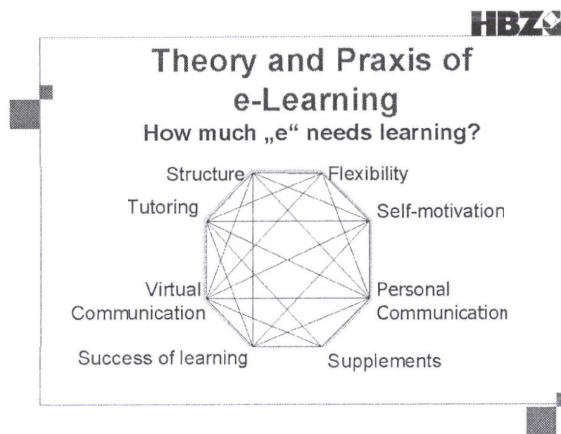 HBZ
Theory and Praxis of
e-Learning
How much „e“ needs learning?
Structure
Flexibility
Tutoring
Self-motivation
Virtual
Communication
Personal
Communication
Success of learning
Supplements